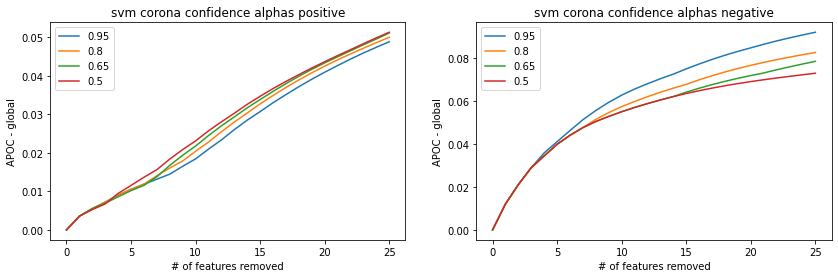 svm corona confidence alphas positive
0.95
0.8
0.65
0.5
APOC - global
0.05
0.04
0.03
0.02
0.01
0.00
0 5 10 15 20 25
# of features removed
svm corona confidence alphas negative
0.95
0.8
0.65
0.5
APOC - global
0.08
0.06
0.04
0.02
0.00
0 5 10 15 20 25
# of features removed